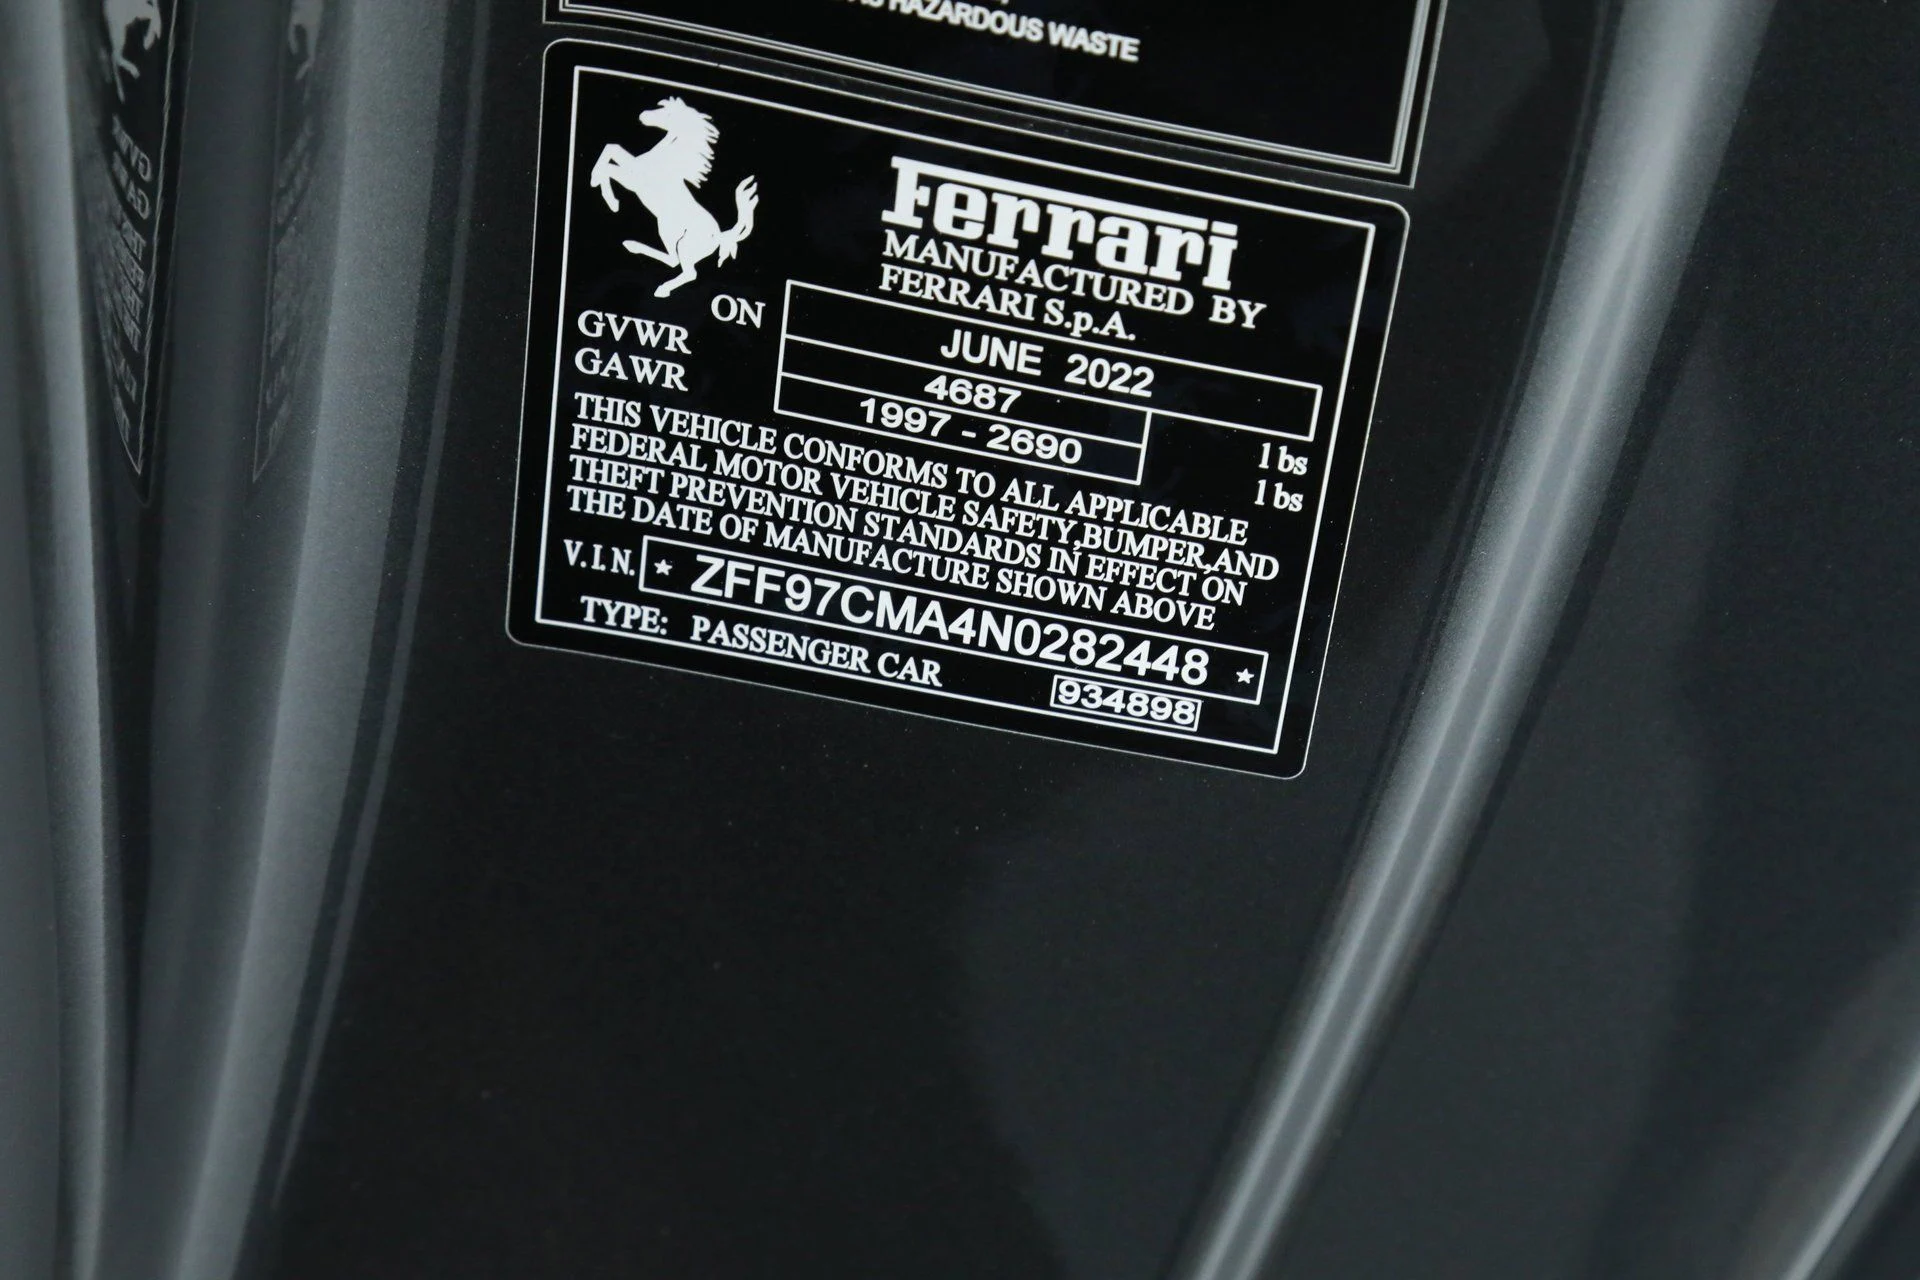 HAZARDOUS WASTE
Ferrari
MANUFACTURED BY
FERRARI S.p.A.
ON JUNE 2022
GVWR 4687 lbs
GAWR 1997 - 2690 lbs
THIS VEHICLE CONFORMS TO ALL APPLICABLE
FEDERAL MOTOR VEHICLE SAFETY,BUMPER,AND
THEFT PREVENTION STANDARDS IN EFFECT ON
THE DATE OF MANUFACTURE SHOWN ABOVE
V.I.N. * ZFF97CMA4N0282448 *
TYPE: PASSENGER CAR
934898